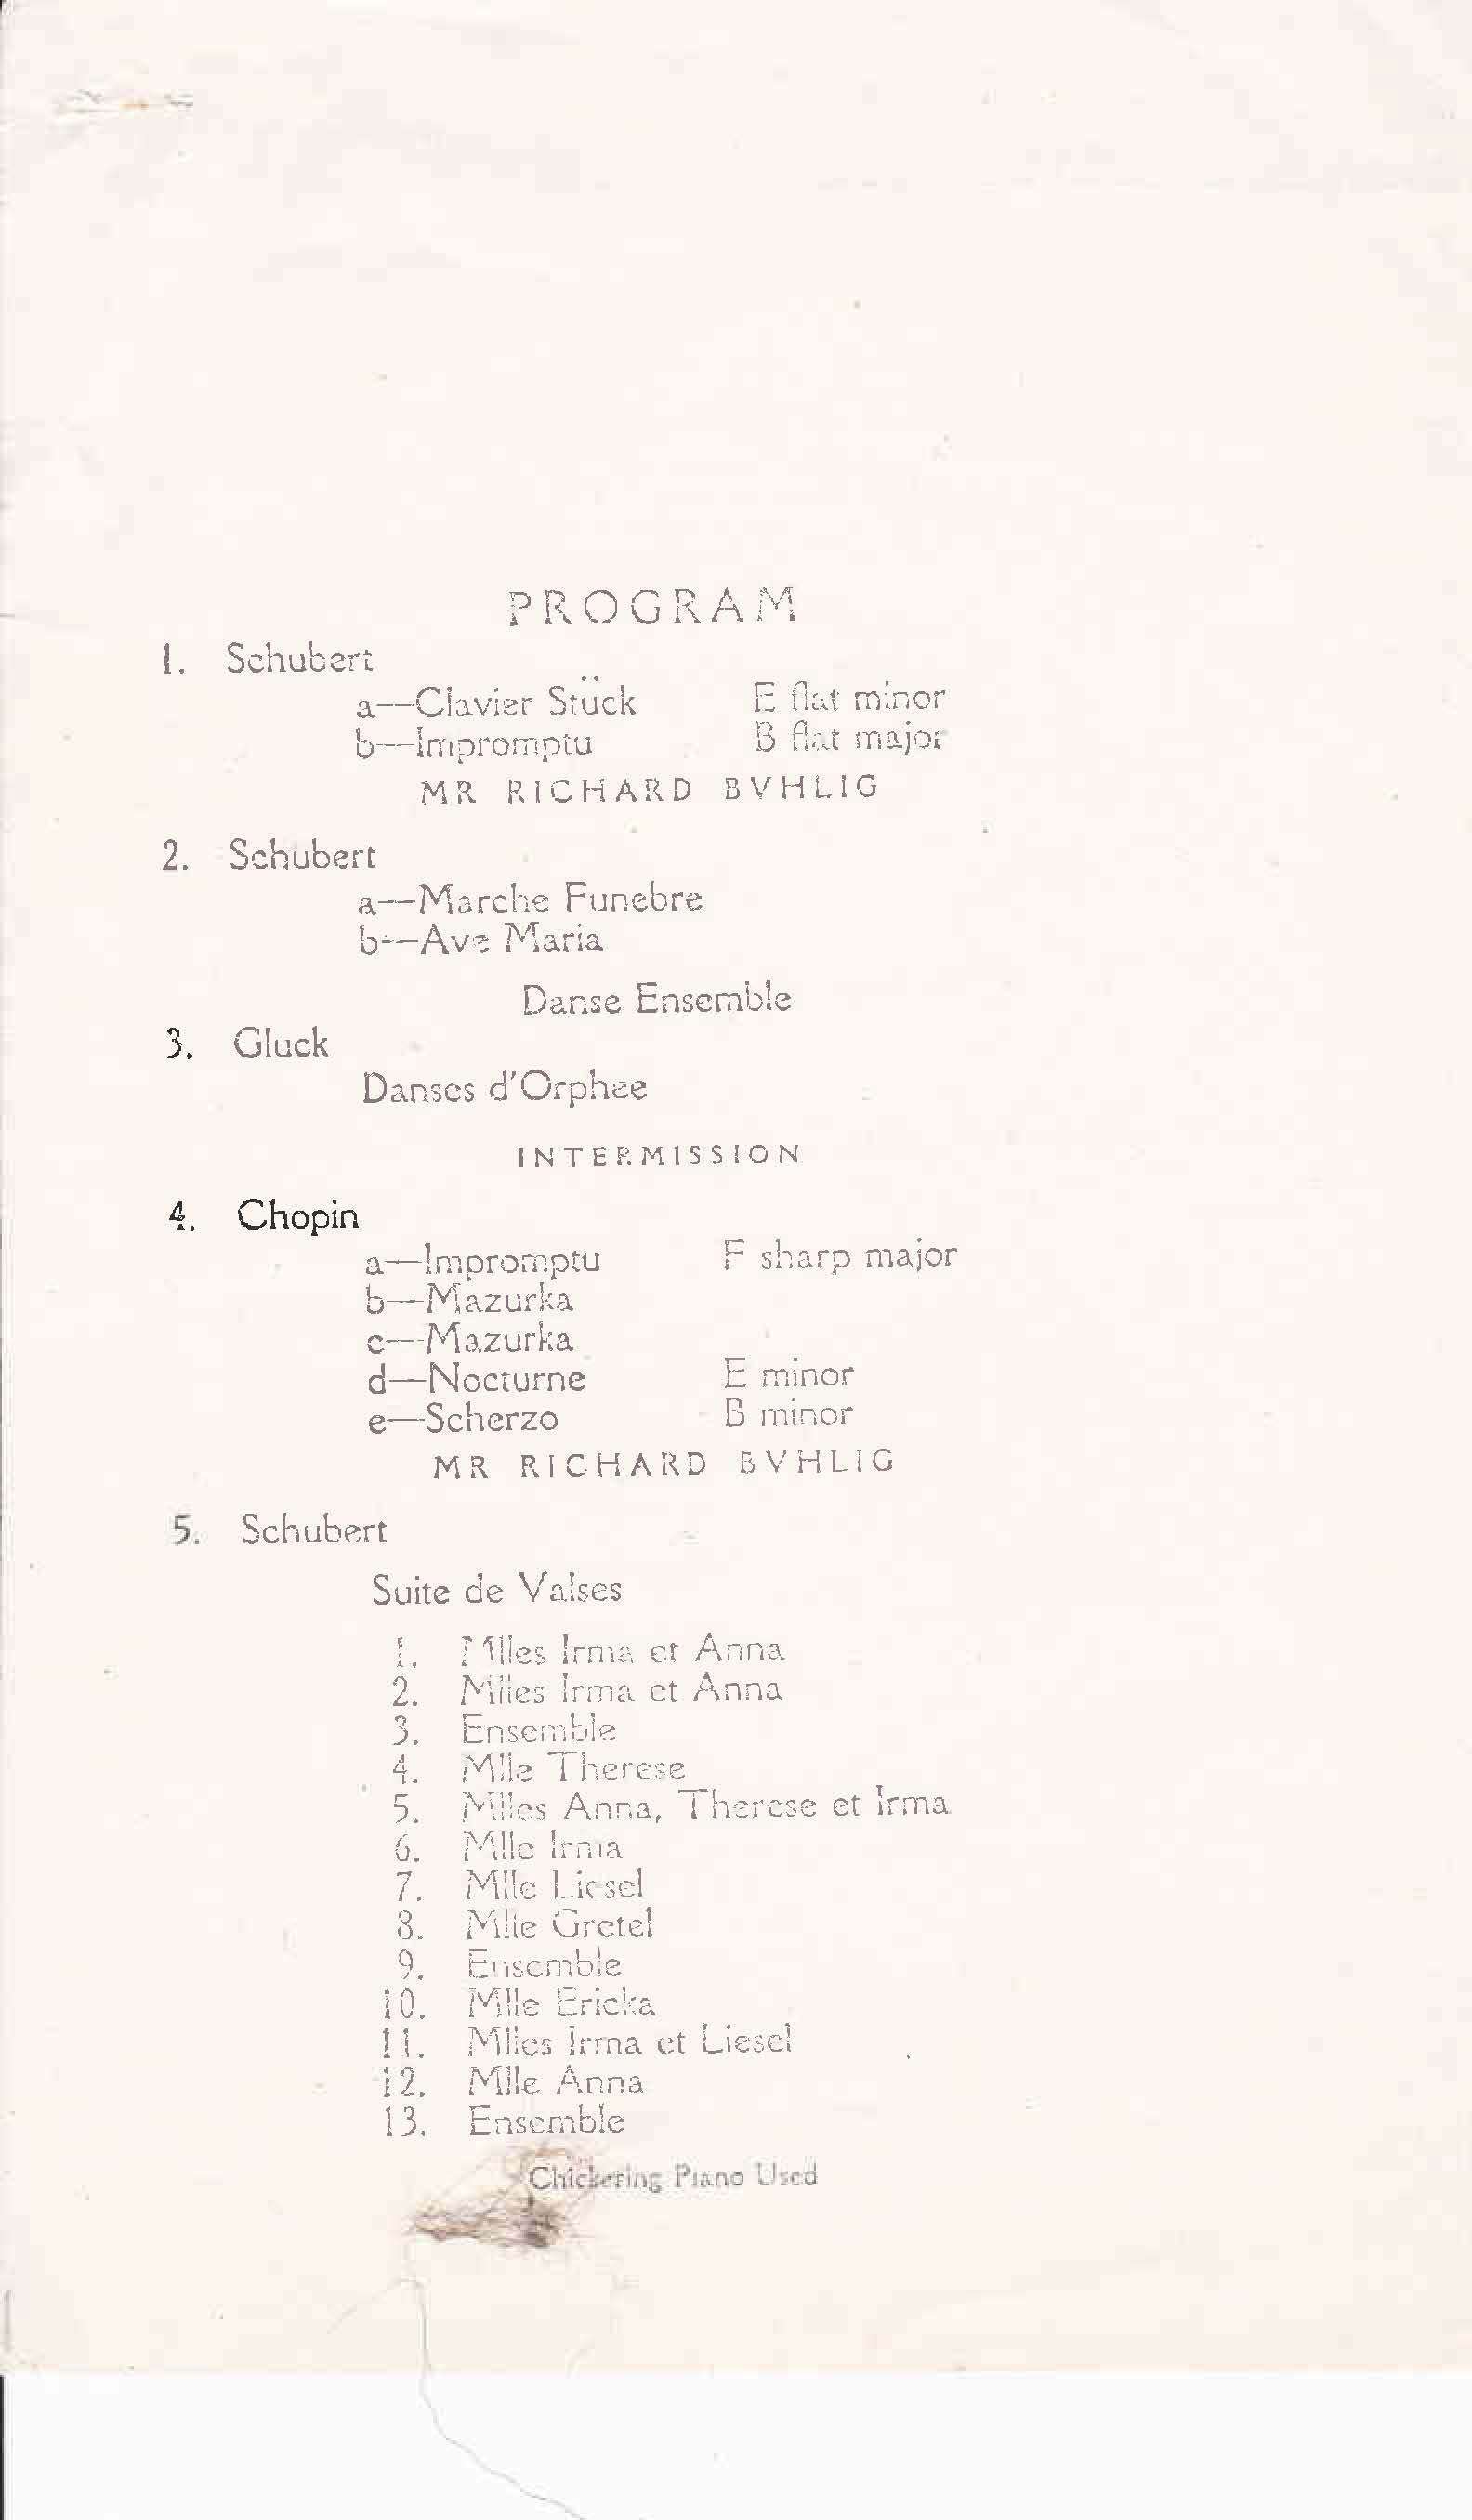 PROGRAM
1. Schubert
a—Clavier Stück E flat minor
b—Impromptu B flat major
MR RICHARD BVHLIG
2. Schubert
a—Marche Funebre
b—Ave Maria
Danse Ensemble
3. Gluck
Danses d'Orphee
INTERMISSION
4. Chopin
a—Impromptu F sharp major
b—Mazurka
c—Mazurka
d—Nocturne E minor
e—Scherzo B minor
MR RICHARD BVHLIG
5. Schubert
Suite de Valses
1. Mlles Irma et Anna
2. Mlles Irma et Anna
3. Ensemble
4. Mlle Therese
5. Mlles Anna, Therese et Irma
6. Mlle Irma
7. Mlle Liesel
8. Mlle Gretel
9. Ensemble
10. Mlle Ericka
11. Mlles Irma et Liesel
12. Mlle Anna
13. Ensemble
Chickering Piano Used